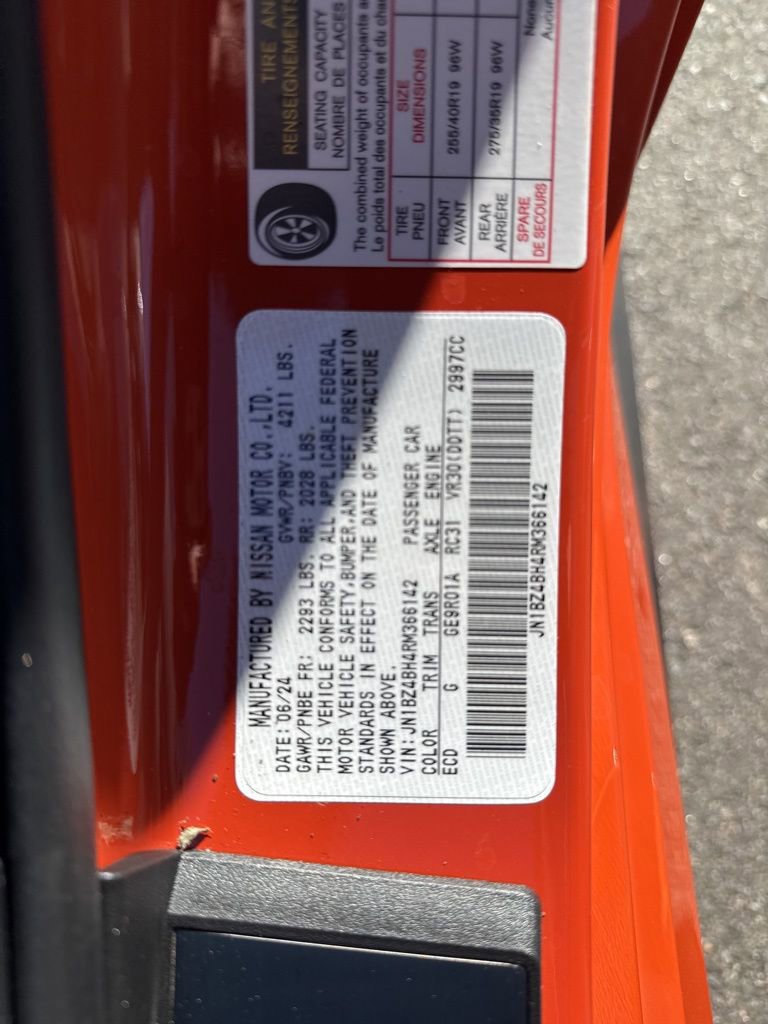 TIRE AN
RENSEIGNEMENTS
SEATING CAPACITY
NOMBRE DE PLACES
The combined weight of occupants a
Le poids total des occupants et du cha
TIRE SIZE
PNEU DIMENSIONS
FRONT 255/40R19 96W
AVANT
REAR 275/35R19 96W
ARRIÈRE
SPARE None
DE SECOURS Aucun
MANUFACTURED BY NISSAN MOTOR CO.,LTD.
DATE: 06/24 GVWR/PNBV: 4211 LBS.
GAWR/PNBE FR: 2293 LBS. RR: 2028 LBS.
THIS VEHICLE CONFORMS TO ALL APPLICABLE FEDERAL
MOTOR VEHICLE SAFETY,BUMPER,AND THEFT PREVENTION
STANDARDS IN EFFECT ON THE DATE OF MANUFACTURE
SHOWN ABOVE.
VIN:JN1BZ4BH4RM366142 PASSENGER CAR
COLOR TRIM TRANS AXLE ENGINE
ECD G GE9R01A RC31 VR30(DDTT) 2997CC
JN1BZ4BH4RM366142